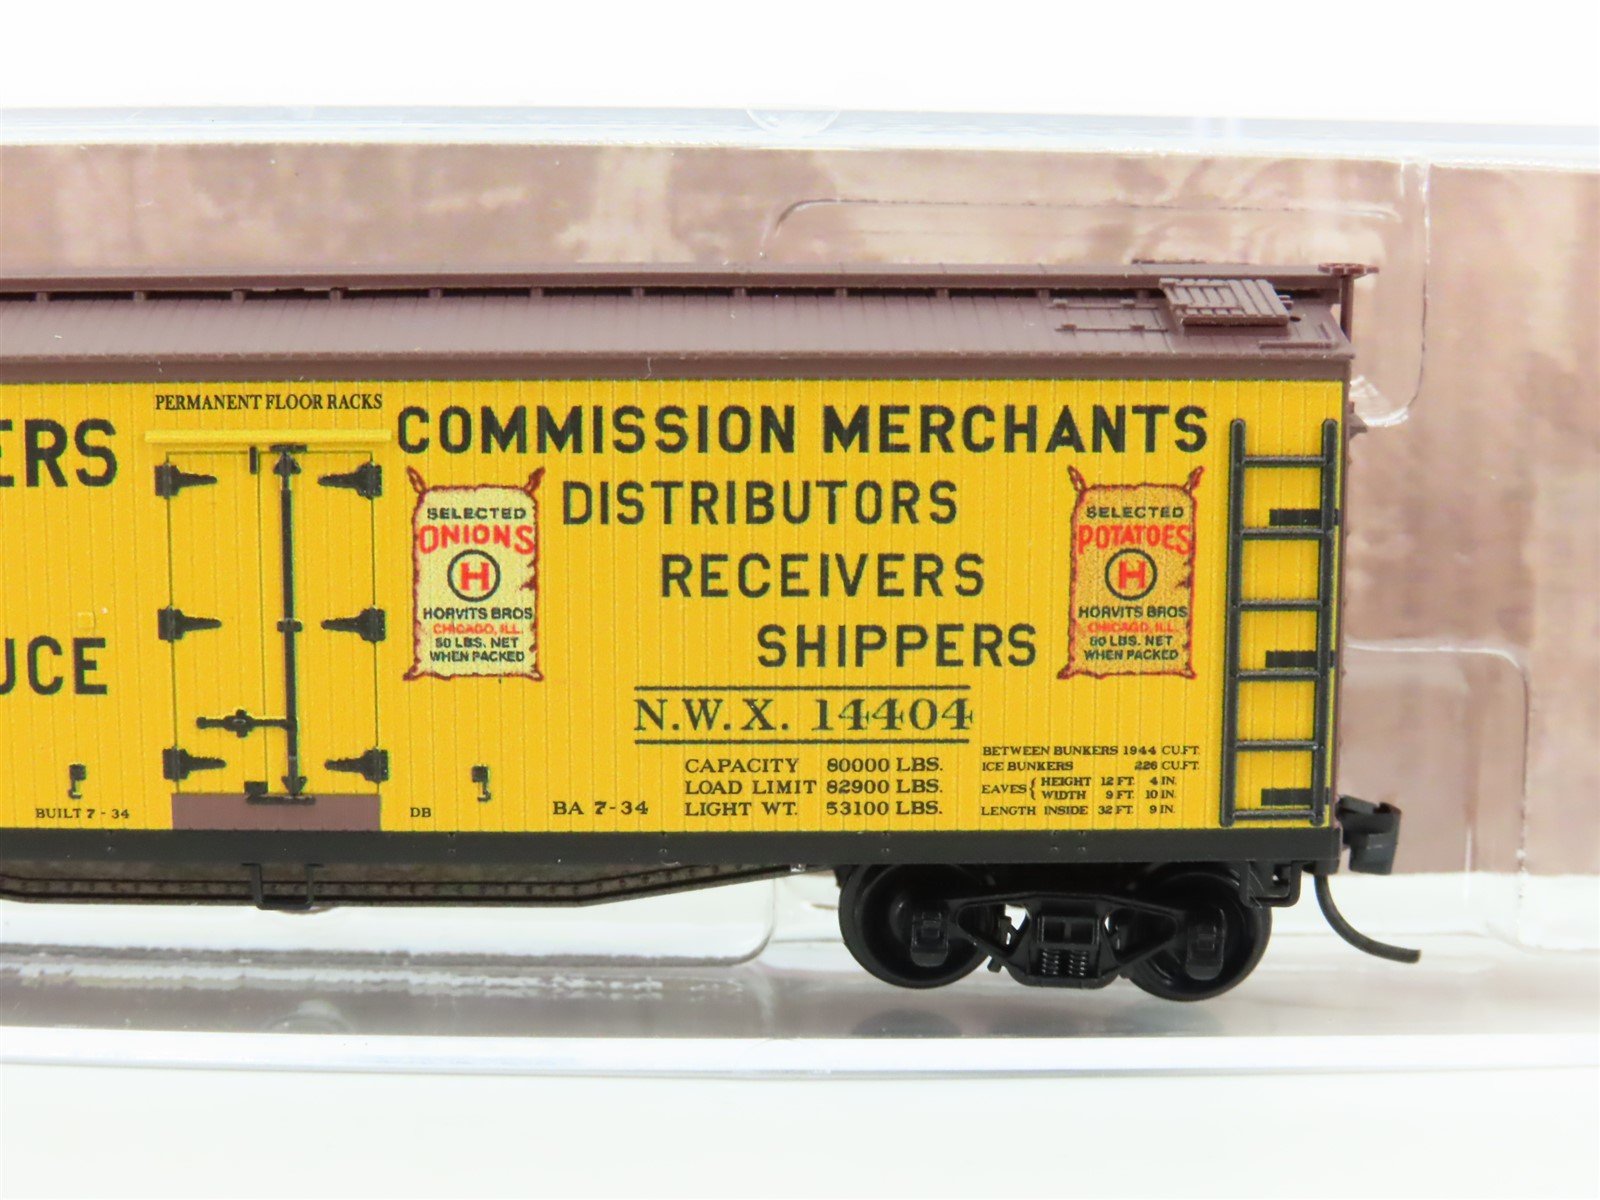 ERS
UCE
BUILT 7 - 34
PERMANENT FLOOR RACKS
DB
COMMISSION MERCHANTS
DISTRIBUTORS
RECEIVERS
SHIPPERS
SELECTED
ONIONS
H
HORVITS BROS
CHICAGO, ILL.
50 LBS. NET
WHEN PACKED
SELECTED
POTATOES
H
HORVITS BROS
CHICAGO, ILL.
60 LBS. NET
WHEN PACKED
N.W.X. 14404
BA 7-34
CAPACITY 80000 LBS.
LOAD LIMIT 82900 LBS.
LIGHT WT. 53100 LBS.
BETWEEN BUNKERS 1944 CU.FT.
ICE BUNKERS 226 CU.FT.
EAVES { HEIGHT 12 FT. 4 IN.
WIDTH 9 FT. 10 IN.
LENGTH INSIDE 32 FT. 9 IN.